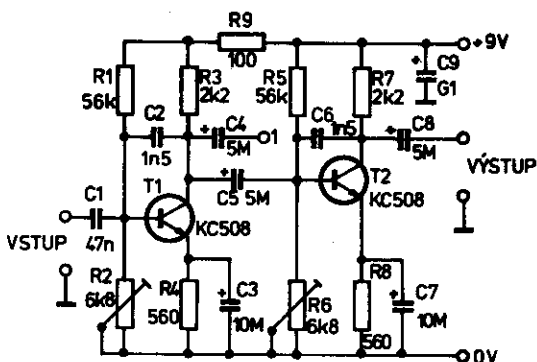 R9
100
+9V
R1
56k
R3
2k2
R5
56k
R7
2k2
C9
G1
C2
1n5
C4
5M
1
C6
1n5
C8
5M
T1
KC508
C5 5M
T2
KC508
VÝSTUP
C1
47n
VSTUP
R2
6k8
R4
560
C3
10M
R6
6k8
R8
560
C7
10M
0V